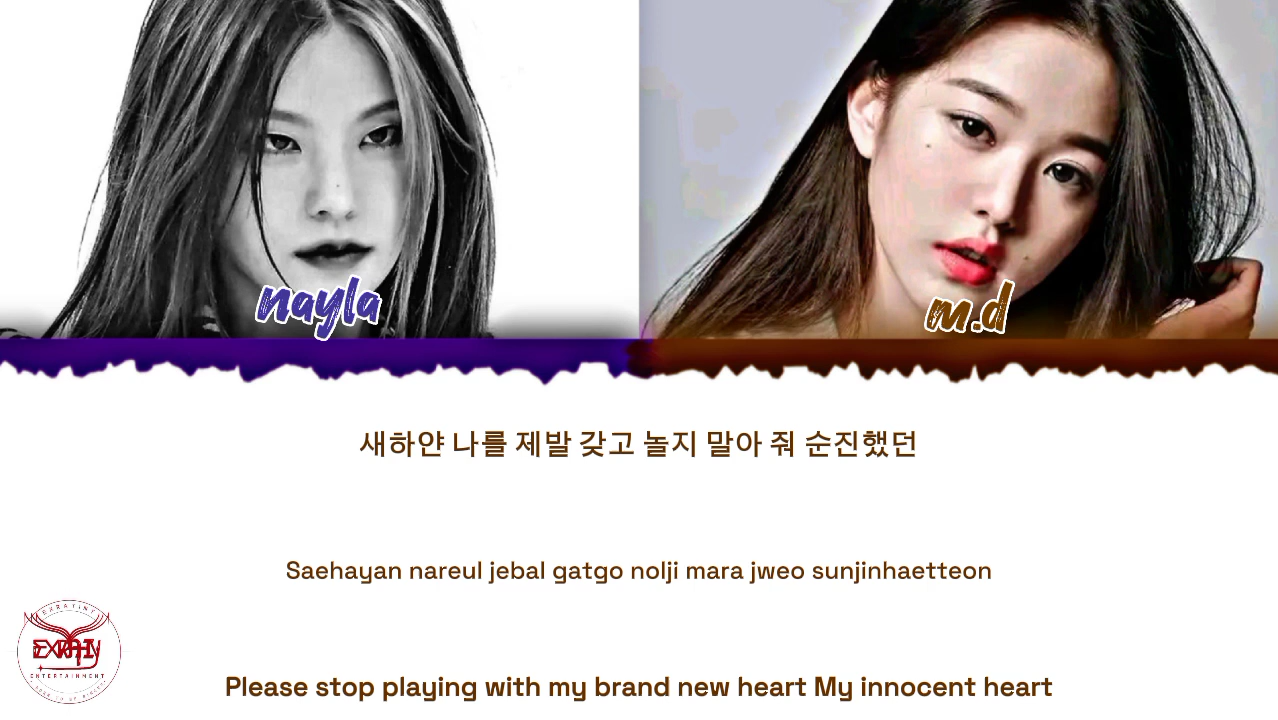 nayla
m.d
새하얀 나를 제발 갖고 놀지 말아 줘 순진했던
Saehayan nareul jebal gatgo nolji mara jweo sunjinhaetteon
EXRATINY
ENTERTAINMENT
Please stop playing with my brand new heart My innocent heart